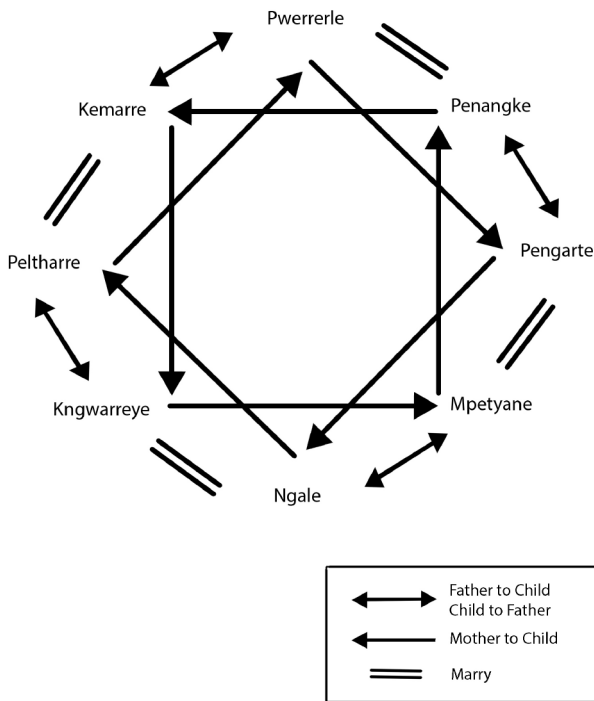 Pwerrerle
Kemarre
Penangke
Peltharre
Pengarte
Kngwarreye
Mpetyane
Ngale
Father to Child
Child to Father
Mother to Child
Marry